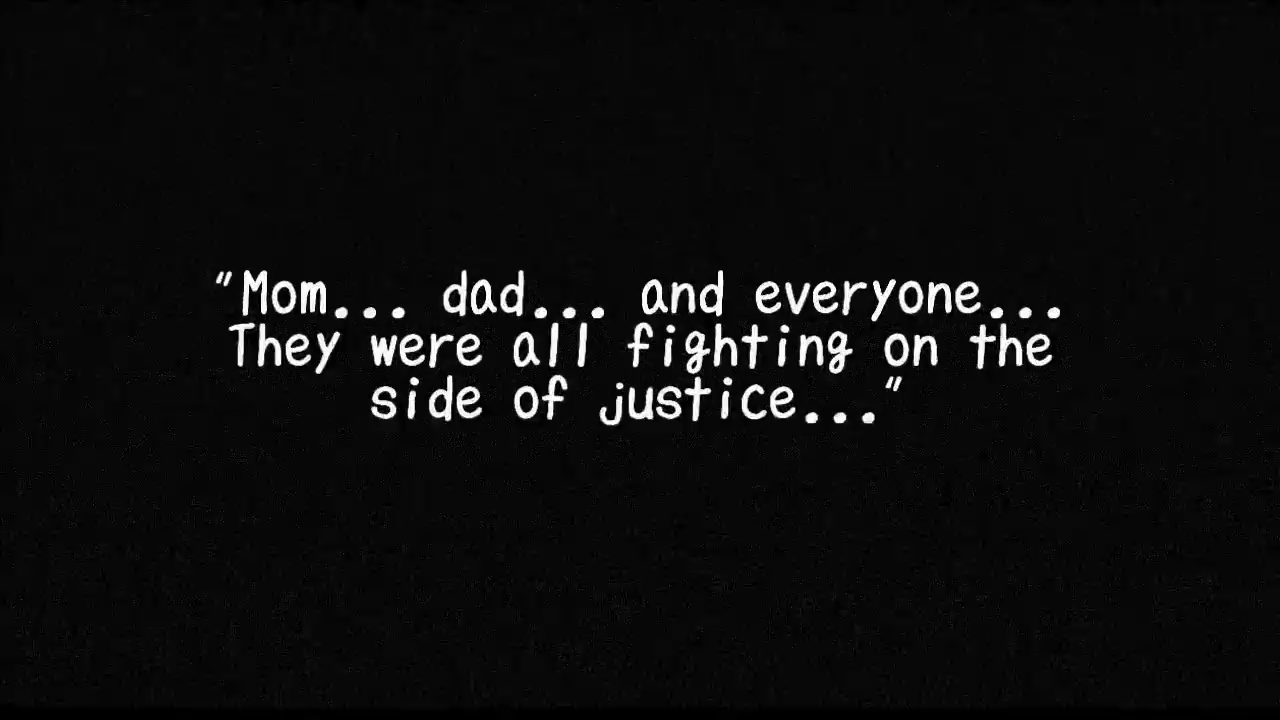 "Mom... dad... and everyone...
They were all fighting on the
side of justice..."